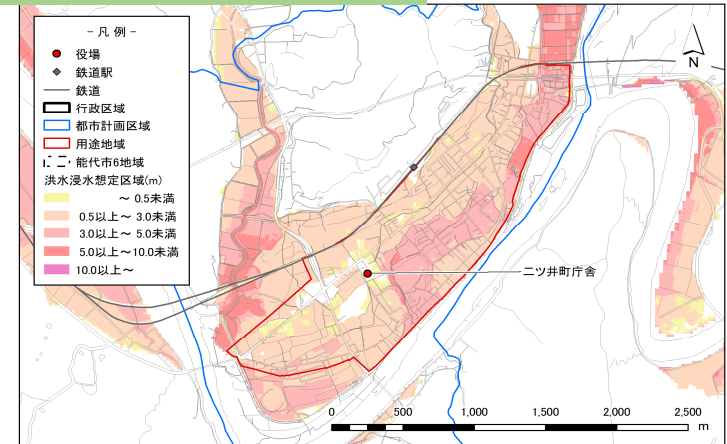 - 凡 例 -
役場
鉄道駅
鉄道
行政区域
都市計画区域
用途地域
能代市6地域
洪水浸水想定区域(m)
～ 0.5未満
0.5以上～ 3.0未満
3.0以上～ 5.0未満
5.0以上～10.0未満
10.0以上～
N
二ツ井町庁舎
0 500 1,000 1,500 2,000 2,500
m